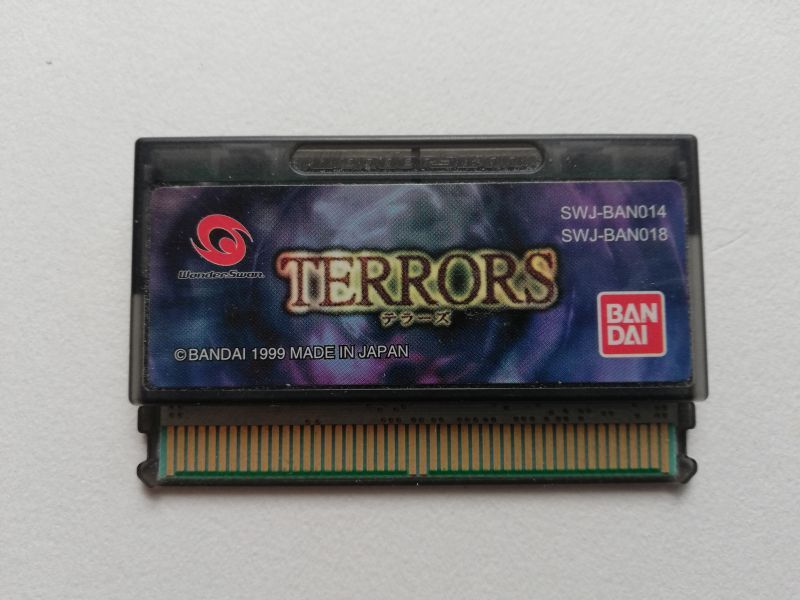 SWJ-BAN014
SWJ-BAN018
WonderSwan
TERRORS
テラーズ
BAN
DAI
©BANDAI 1999 MADE IN JAPAN